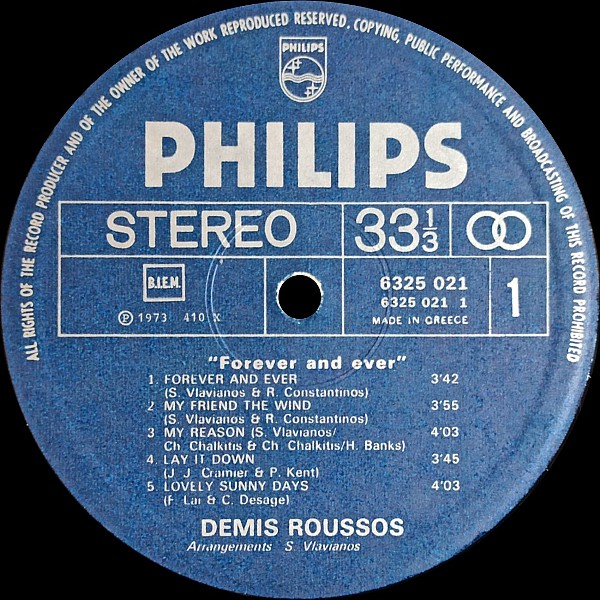 ALL RIGHTS OF THE RECORD PRODUCER AND OF THE OWNER OF THE WORK REPRODUCED RESERVED. COPYING, PUBLIC PERFORMANCE AND BROADCASTING OF THIS RECORD PROHIBITED
PHILIPS
PHILIPS
STEREO 33 1/3
B.I.E.M. 6325 021 1
6325 021 1
Ⓟ 1973 410 X MADE IN GREECE
"Forever and ever"
1. FOREVER AND EVER 3'42
(S. Vlavianos & R. Constantinos)
2 MY FRIEND THE WIND 3'55
(S. Vlavianos & R. Constantinos)
3 MY REASON (S. Vlavianos/ 4'03
Ch. Chalkitis & Ch. Chalkitis/H. Banks)
4. LAY IT DOWN 3'45
(J. J. Cramier & P. Kent)
5 LOVELY SUNNY DAYS 4'03
(F. Lai & C. Desage)
DEMIS ROUSSOS
Arrangements S Vlavianos